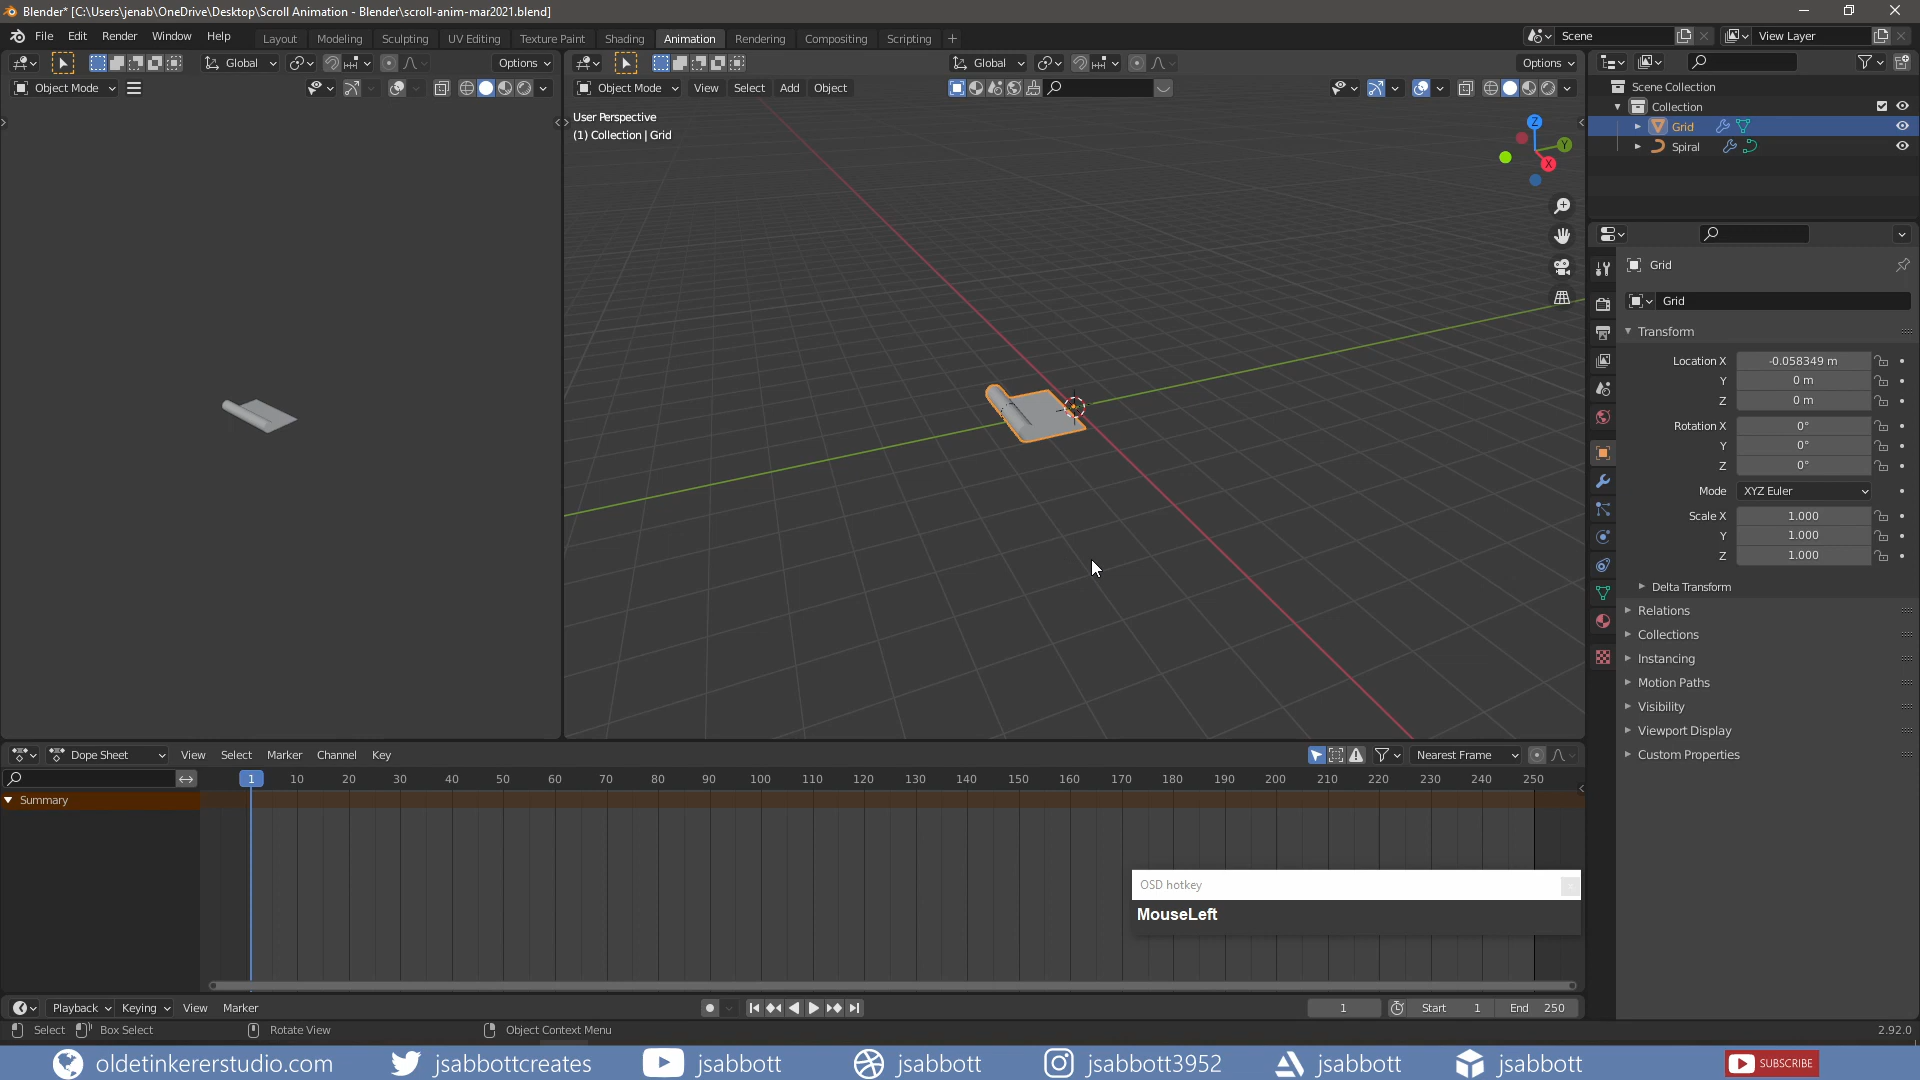 Blender* [C:\Users\jenab\OneDrive\Desktop\Scroll Animation - Blender\scroll-anim-mar2021.blend]
File Edit Render Window Help Layout Modeling Sculpting UV Editing Texture Paint Shading Animation Rendering Compositing Scripting + Scene View Layer
Global Options Global Options
Object Mode Object Mode View Select Add Object
Scene Collection
Collection
Grid
Spiral
User Perspective
(1) Collection | Grid
Z
Y
X
Grid
Grid
Transform
Location X -0.058349 m
Y 0 m
Z 0 m
Rotation X 0°
Y 0°
Z 0°
Mode XYZ Euler
Scale X 1.000
Y 1.000
Z 1.000
Delta Transform
Relations
Collections
Instancing
Motion Paths
Visibility
Viewport Display
Custom Properties
Dope Sheet View Select Marker Channel Key Nearest Frame
1 10 20 30 40 50 60 70 80 90 100 110 120 130 140 150 160 170 180 190 200 210 220 230 240 250
Summary
OSD hotkey
MouseLeft
Playback Keying View Marker 1 Start 1 End 250
Select Box Select Rotate View Object Context Menu 2.92.0
oldetinkererstudio.com jsabbottcreates jsabbott jsabbott jsabbott3952 jsabbott jsabbott SUBSCRIBE